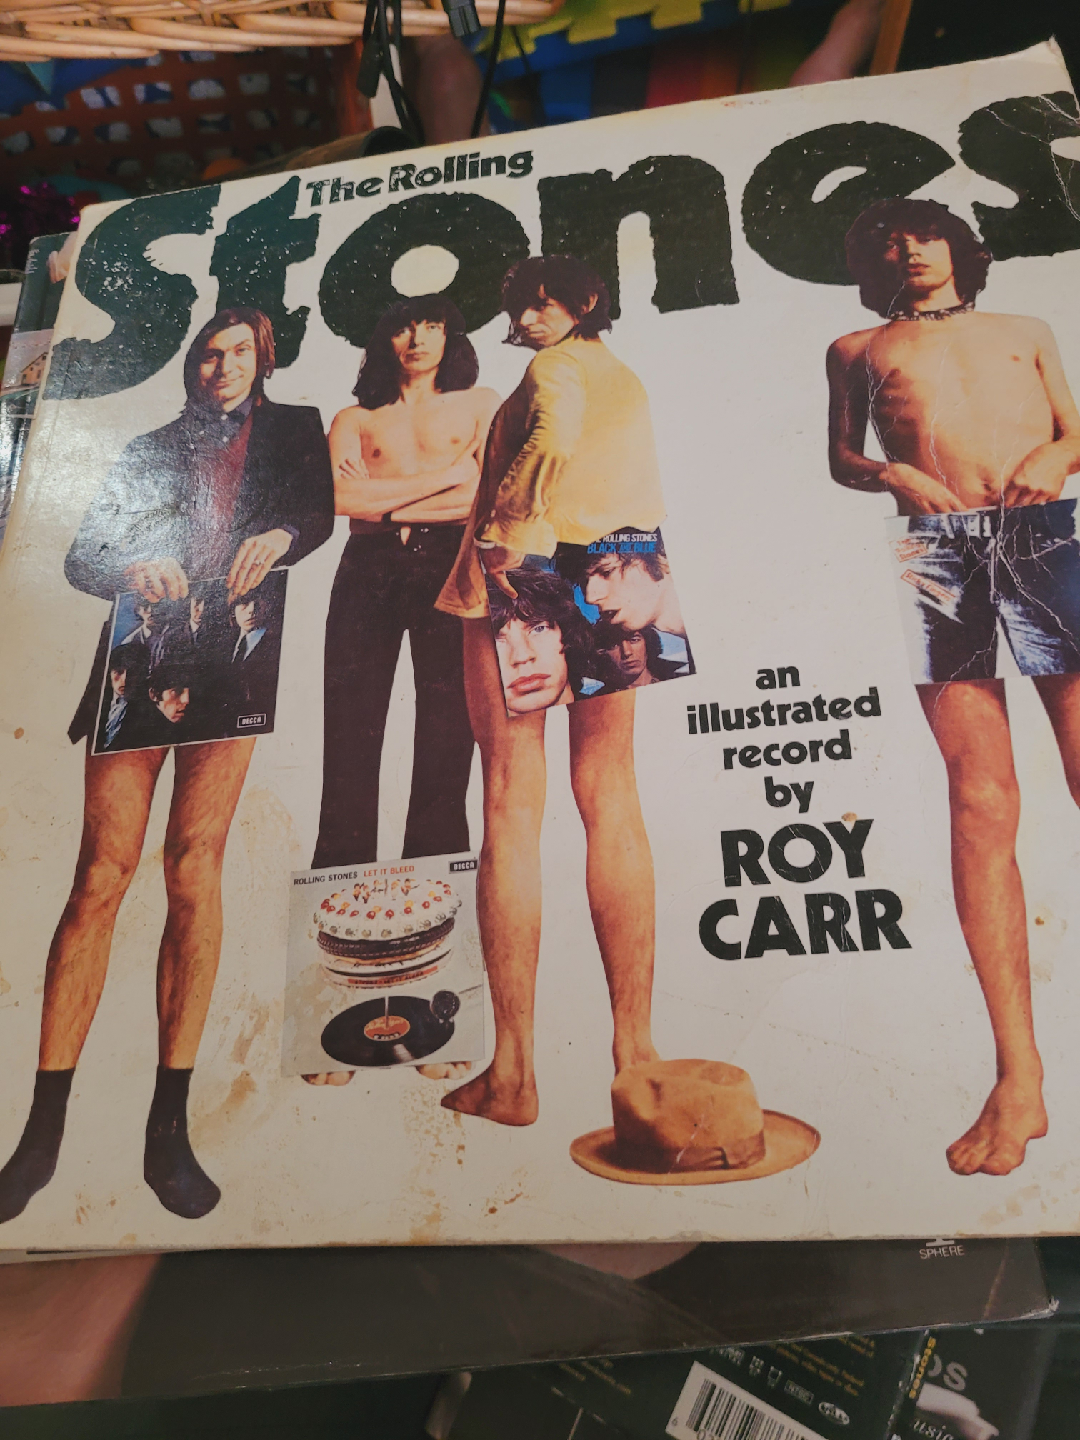 The Rolling
Stones
THE ROLLING STONES
BLACK AND BLUE
DECCA
an
illustrated
record
by
ROY
CARR
DECCA
ROLLING STONES LET IT BLEED
SPHERE